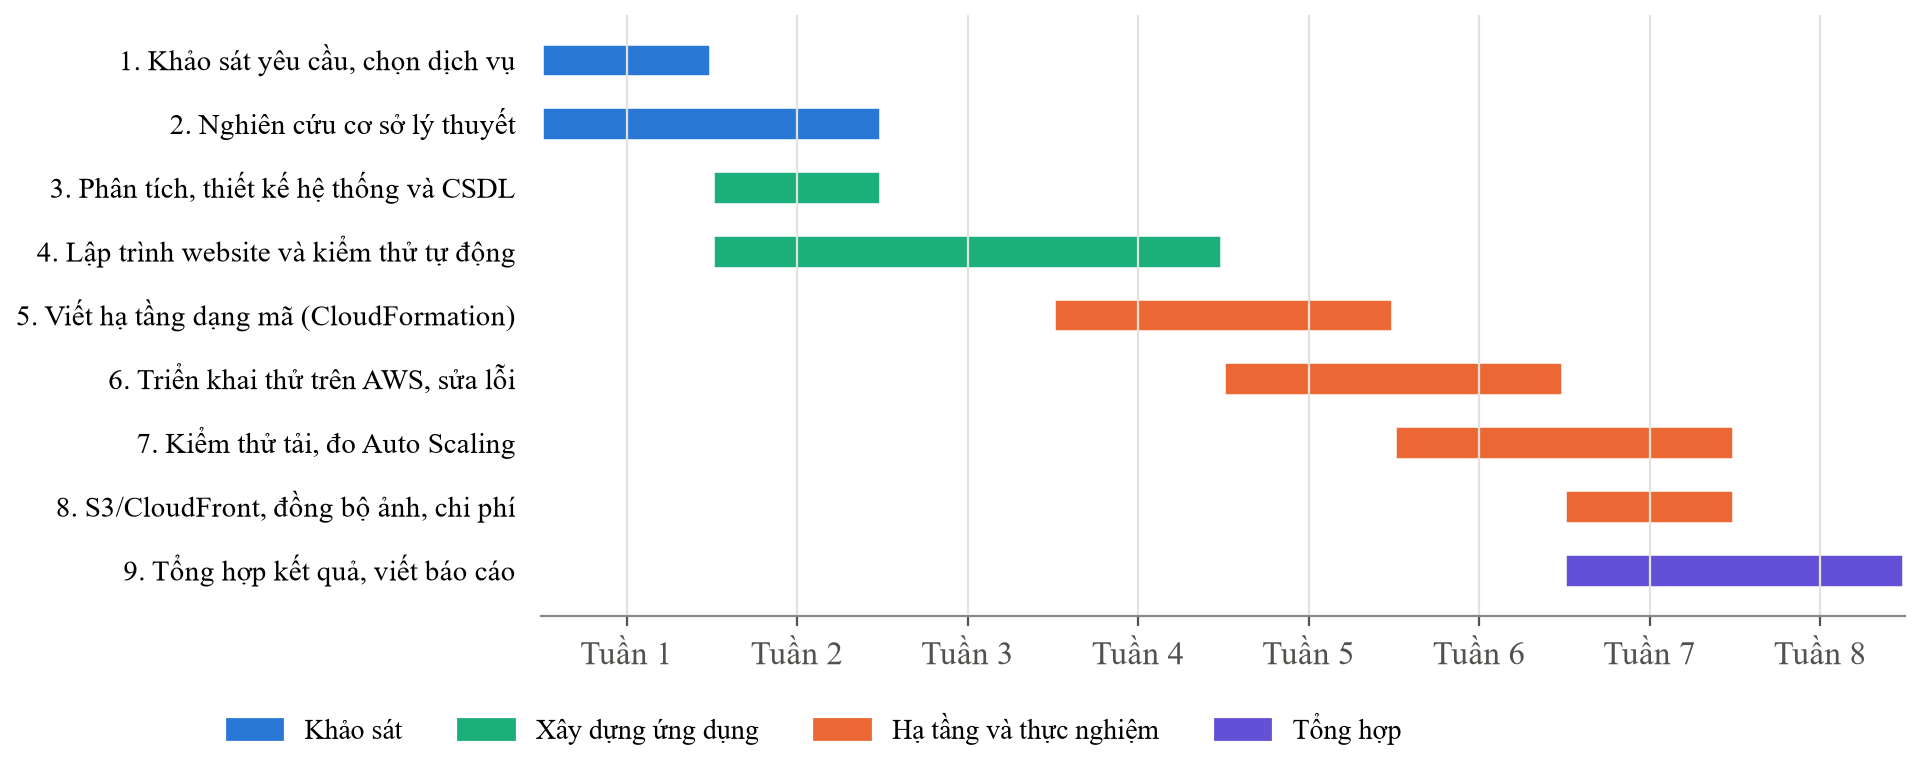 1. Khảo sát yêu cầu, chọn dịch vụ
2. Nghiên cứu cơ sở lý thuyết
3. Phân tích, thiết kế hệ thống và CSDL
4. Lập trình website và kiểm thử tự động
5. Viết hạ tầng dạng mã (CloudFormation)
6. Triển khai thử trên AWS, sửa lỗi
7. Kiểm thử tải, đo Auto Scaling
8. S3/CloudFront, đồng bộ ảnh, chi phí
9. Tổng hợp kết quả, viết báo cáo
Tuần 1 Tuần 2 Tuần 3 Tuần 4 Tuần 5 Tuần 6 Tuần 7 Tuần 8
Khảo sát Xây dựng ứng dụng Hạ tầng và thực nghiệm Tổng hợp